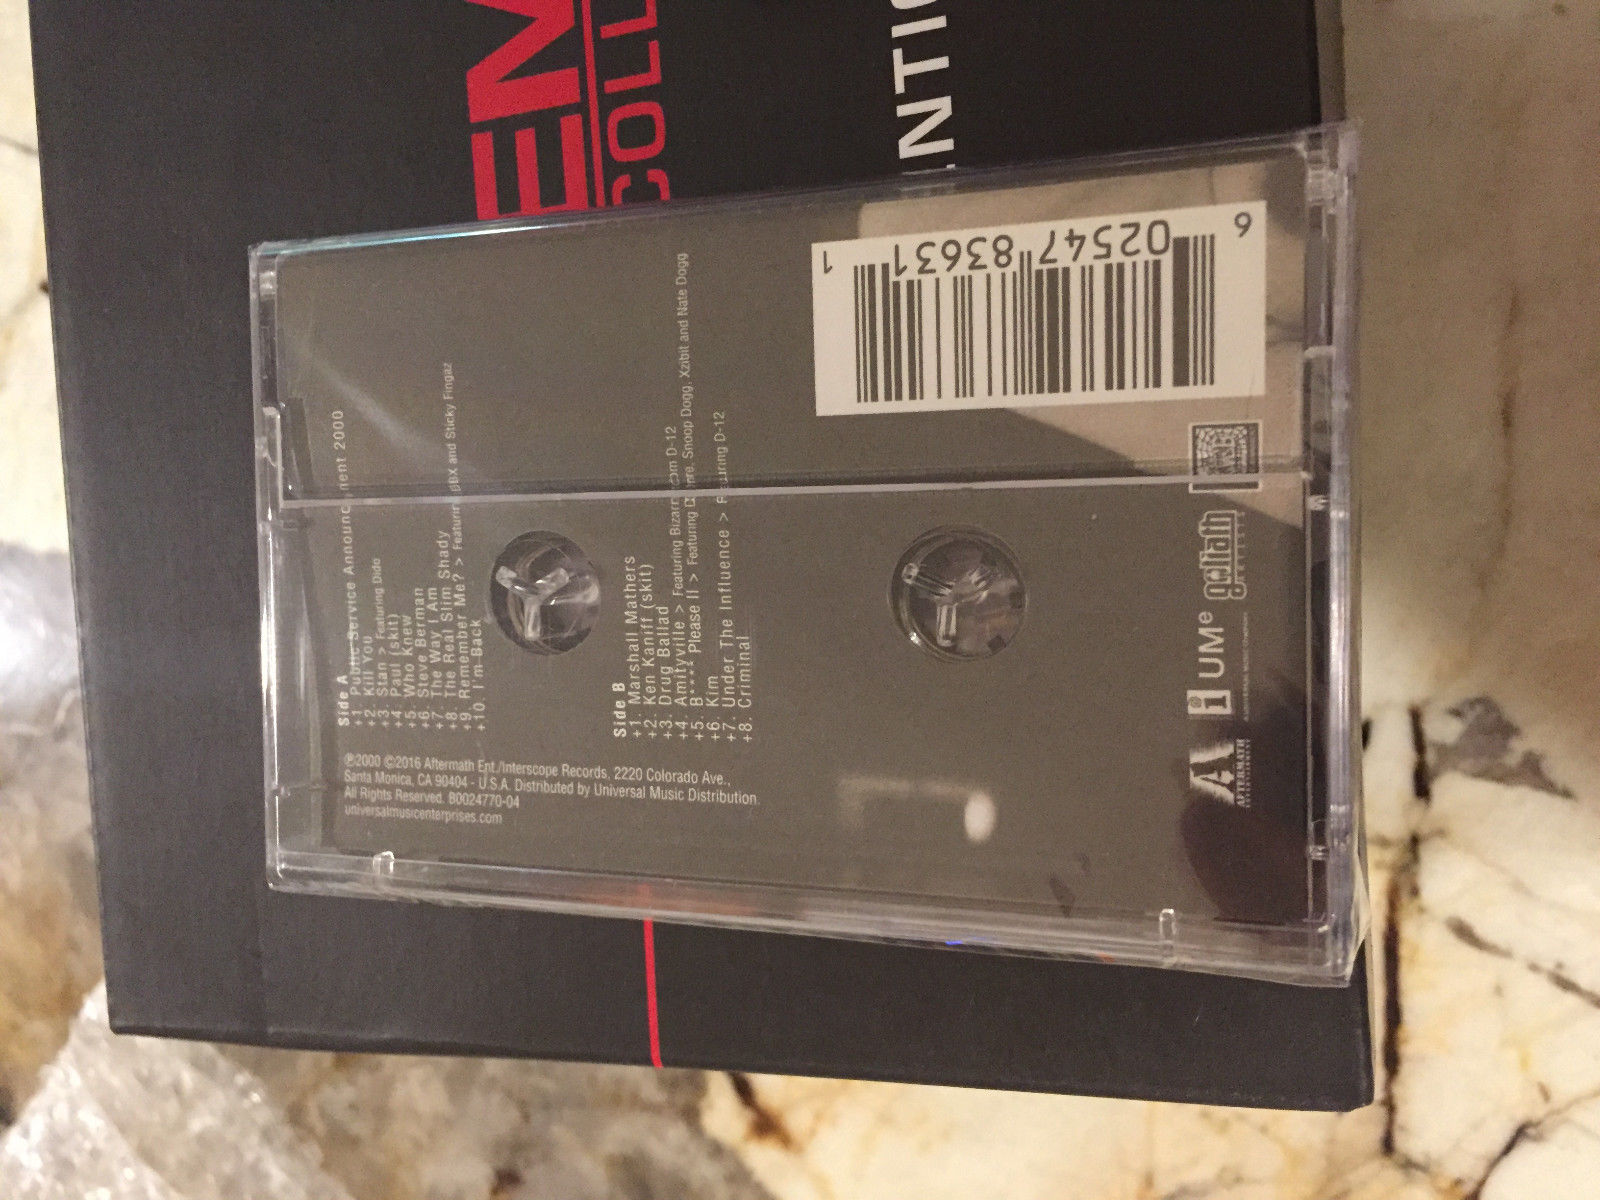 EM
COLL
ENTIC
Side A
+1 Public Service Announcement 2000
+2 Kill You
+3 Stan > Featuring Dido
+4 Paul (skit)
+5. Who Knew
+6. Steve Berman
+7. The Way I Am
+8. The Real Slim Shady
+9. Remember Me? > Featuring RBX and Sticky Fingaz
+10. I'm Back
Side B
+1. Marshall Mathers
+2. Ken Kaniff (skit)
+3. Drug Ballad
+4. Amityville > Featuring Bizarre from D-12
+5. B**** Please II > Featuring Dr. Dre, Snoop Dogg, Xzibit and Nate Dogg
+6. Kim
+7. Under The Influence > Featuring D-12
+8. Criminal
℗2000 ©2016 Aftermath Ent./Interscope Records, 2220 Colorado Ave.,
Santa Monica, CA 90404 - U.S.A. Distributed by Universal Music Distribution.
All Rights Reserved. B0024770-04
universalmusicenterprises.com
6 02547 83631 1
A AFTERMATH
ENTERTAINMENT
i UMe goliath